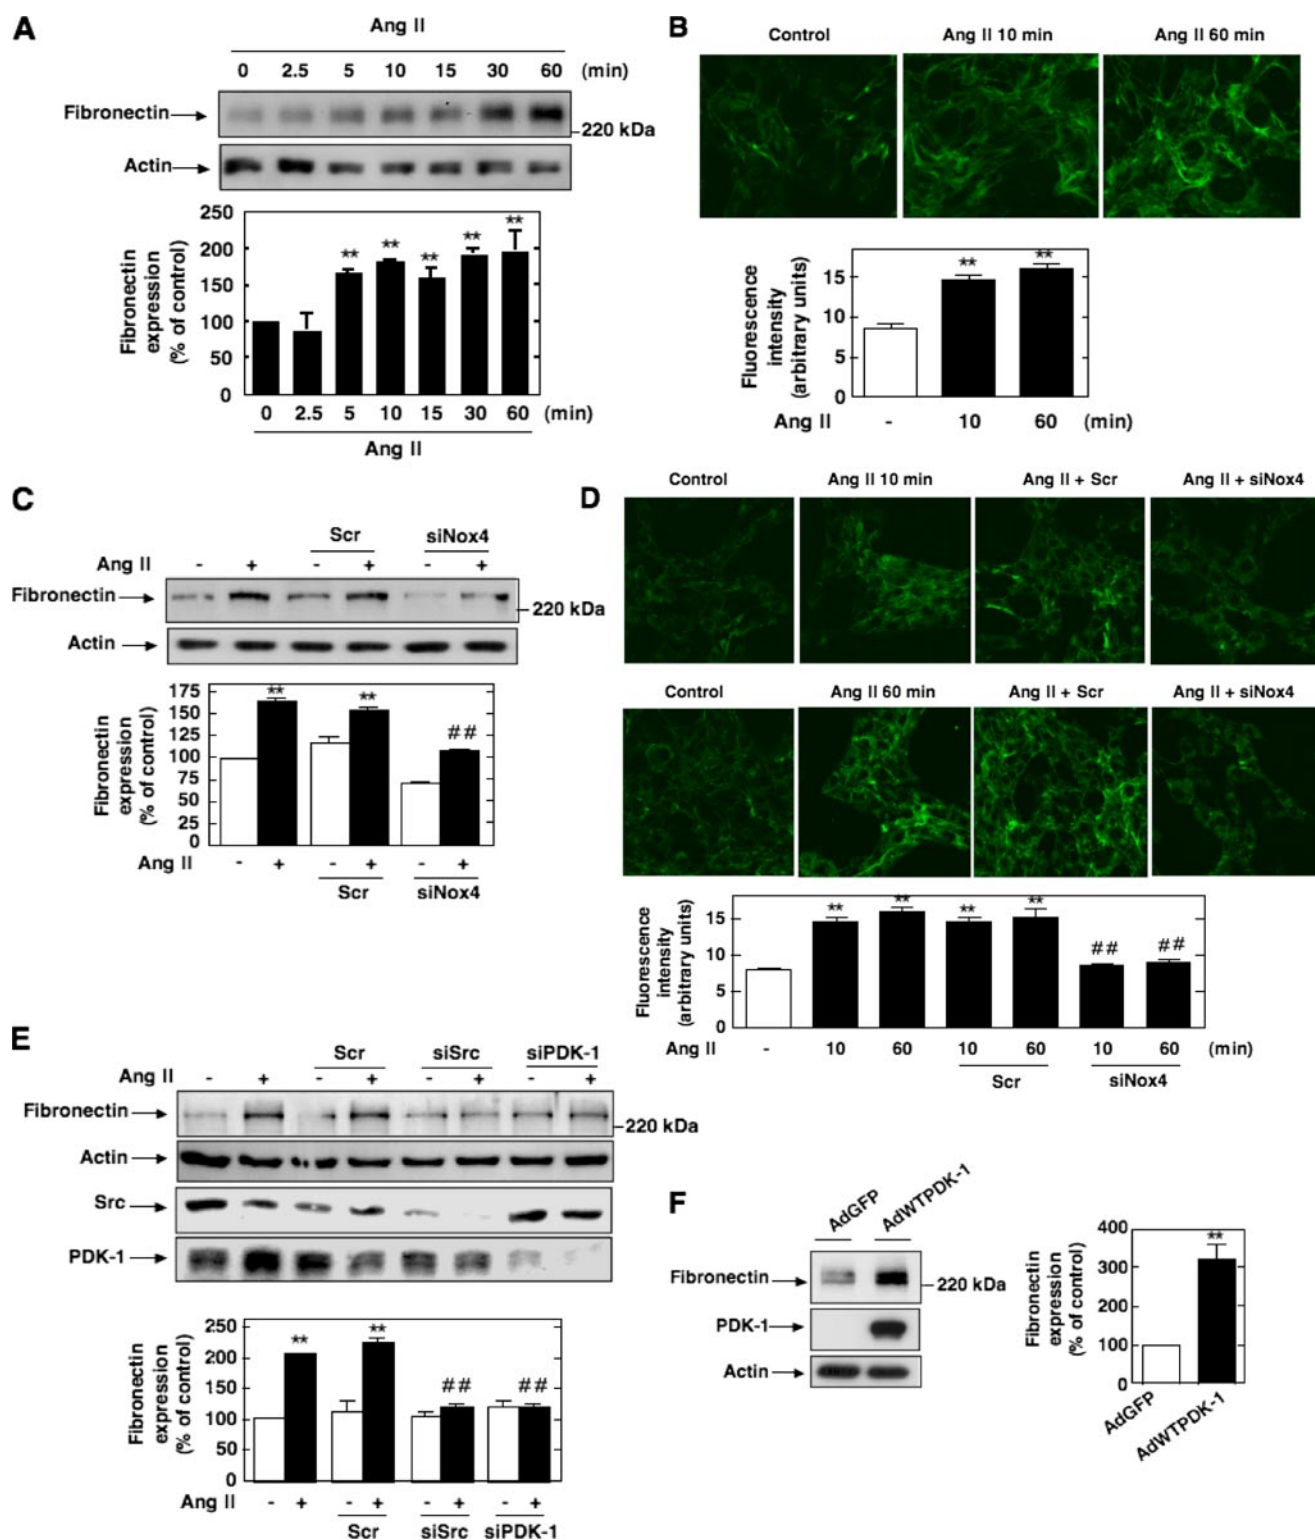 A
Ang II
0 2.5 5 10 15 30 60 (min)
Fibronectin
220 kDa
Actin
Fibronectin expression (% of control)
250
200
150
100
50
0
** ** ** ** **
0 2.5 5 10 15 30 60 (min)
Ang II
B
Control Ang II 10 min Ang II 60 min
Fluorescence intensity (arbitrary units)
15
10
5
0
** **
Ang II - 10 60 (min)
C
Scr siNox4
Ang II - + - + - +
Fibronectin
220 kDa
Actin
Fibronectin expression (% of control)
175
150
125
100
75
50
25
0
** ** ##
Ang II - + - + - +
Scr siNox4
D
Control Ang II 10 min Ang II + Scr Ang II + siNox4
Control Ang II 60 min Ang II + Scr Ang II + siNox4
Fluorescence intensity (arbitrary units)
15
10
5
0
** ** ** ** ## ##
Ang II - 10 60 10 60 10 60 (min)
Scr siNox4
E
Scr siSrc siPDK-1
Ang II - + - + - + - +
Fibronectin
220 kDa
Actin
Src
PDK-1
Fibronectin expression (% of control)
250
200
150
100
50
0
** ** ## ##
Ang II - + - + - + - +
Scr siSrc siPDK-1
F
AdGFP AdWTPDK-1
Fibronectin
220 kDa
PDK-1
Actin
Fibronectin expression (% of control)
400
300
200
100
0
**
AdGFP AdWTPDK-1